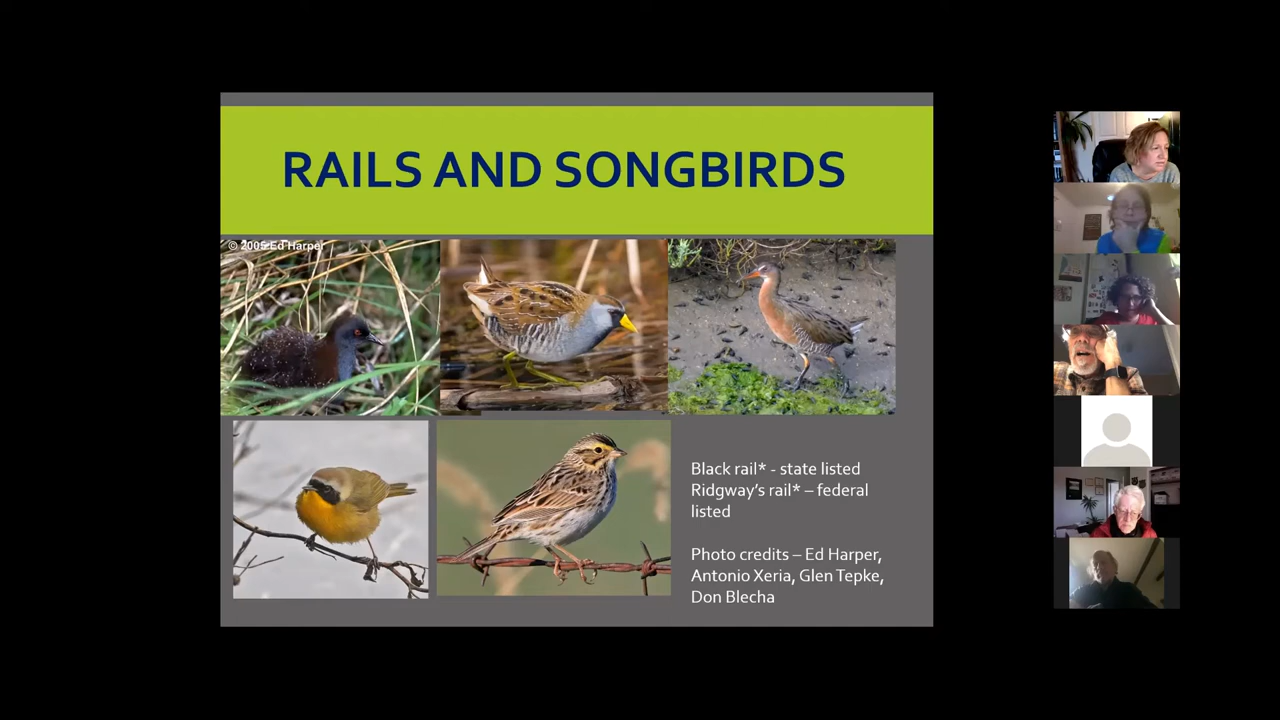 RAILS AND SONGBIRDS
© 2005 Ed Harper
Black rail* - state listed
Ridgway's rail* – federal
listed
Photo credits – Ed Harper,
Antonio Xeria, Glen Tepke,
Don Blecha